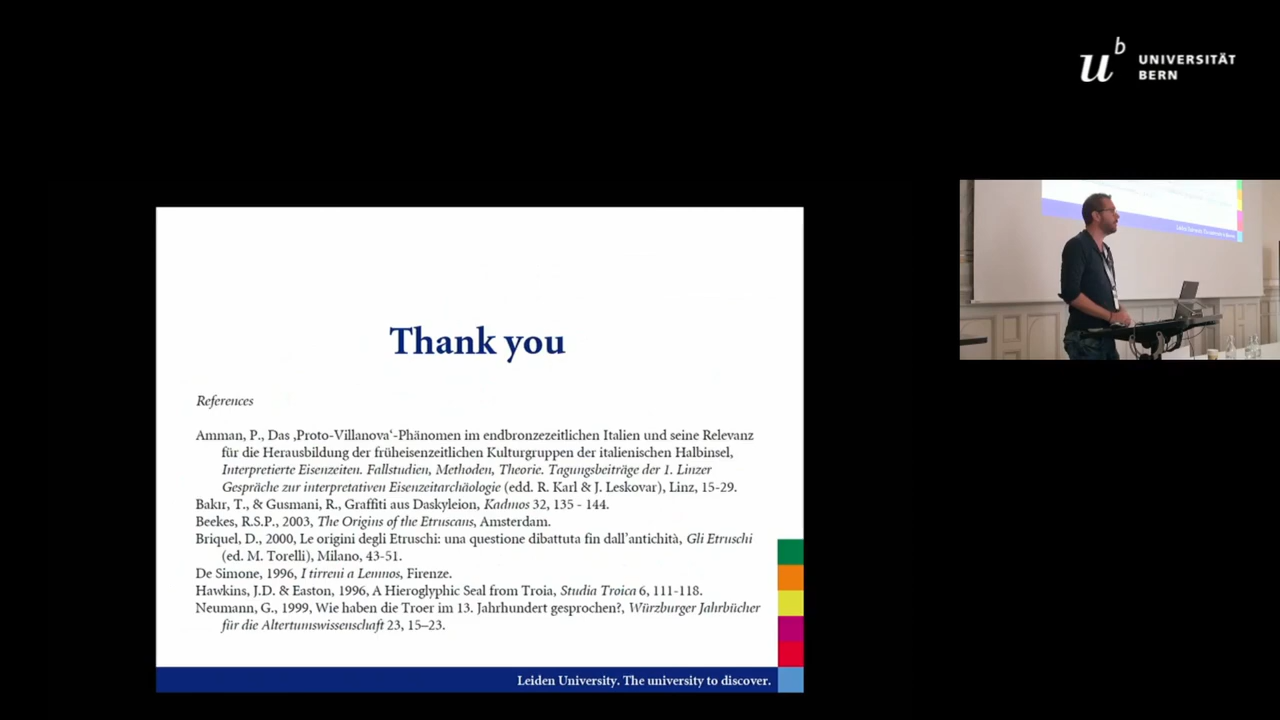 u^b UNIVERSITÄT
BERN
Thank you
References
Amman, P., Das ‚Proto-Villanova‘-Phänomen im endbronzezeitlichen Italien und seine Relevanz
für die Herausbildung der früheisenzeitlichen Kulturgruppen der italienischen Halbinsel,
Interpretierte Eisenzeiten. Fallstudien, Methoden, Theorie. Tagungsbeiträge der 1. Linzer
Gespräche zur interpretativen Eisenzeitarchäologie (edd. R. Karl & J. Leskovar), Linz, 15-29.
Bakır, T., & Gusmani, R., Graffiti aus Daskyleion, Kadmos 32, 135 - 144.
Beekes, R.S.P., 2003, The Origins of the Etruscans, Amsterdam.
Briquel, D., 2000, Le origini degli Etruschi: una questione dibattuta fin dall’antichità, Gli Etruschi
(ed. M. Torelli), Milano, 43-51.
De Simone, 1996, I tirreni a Lemnos, Firenze.
Hawkins, J.D. & Easton, 1996, A Hieroglyphic Seal from Troia, Studia Troica 6, 111-118.
Neumann, G., 1999, Wie haben die Troer im 13. Jahrhundert gesprochen?, Würzburger Jahrbücher
für die Altertumswissenschaft 23, 15–23.
Leiden University. The university to discover.